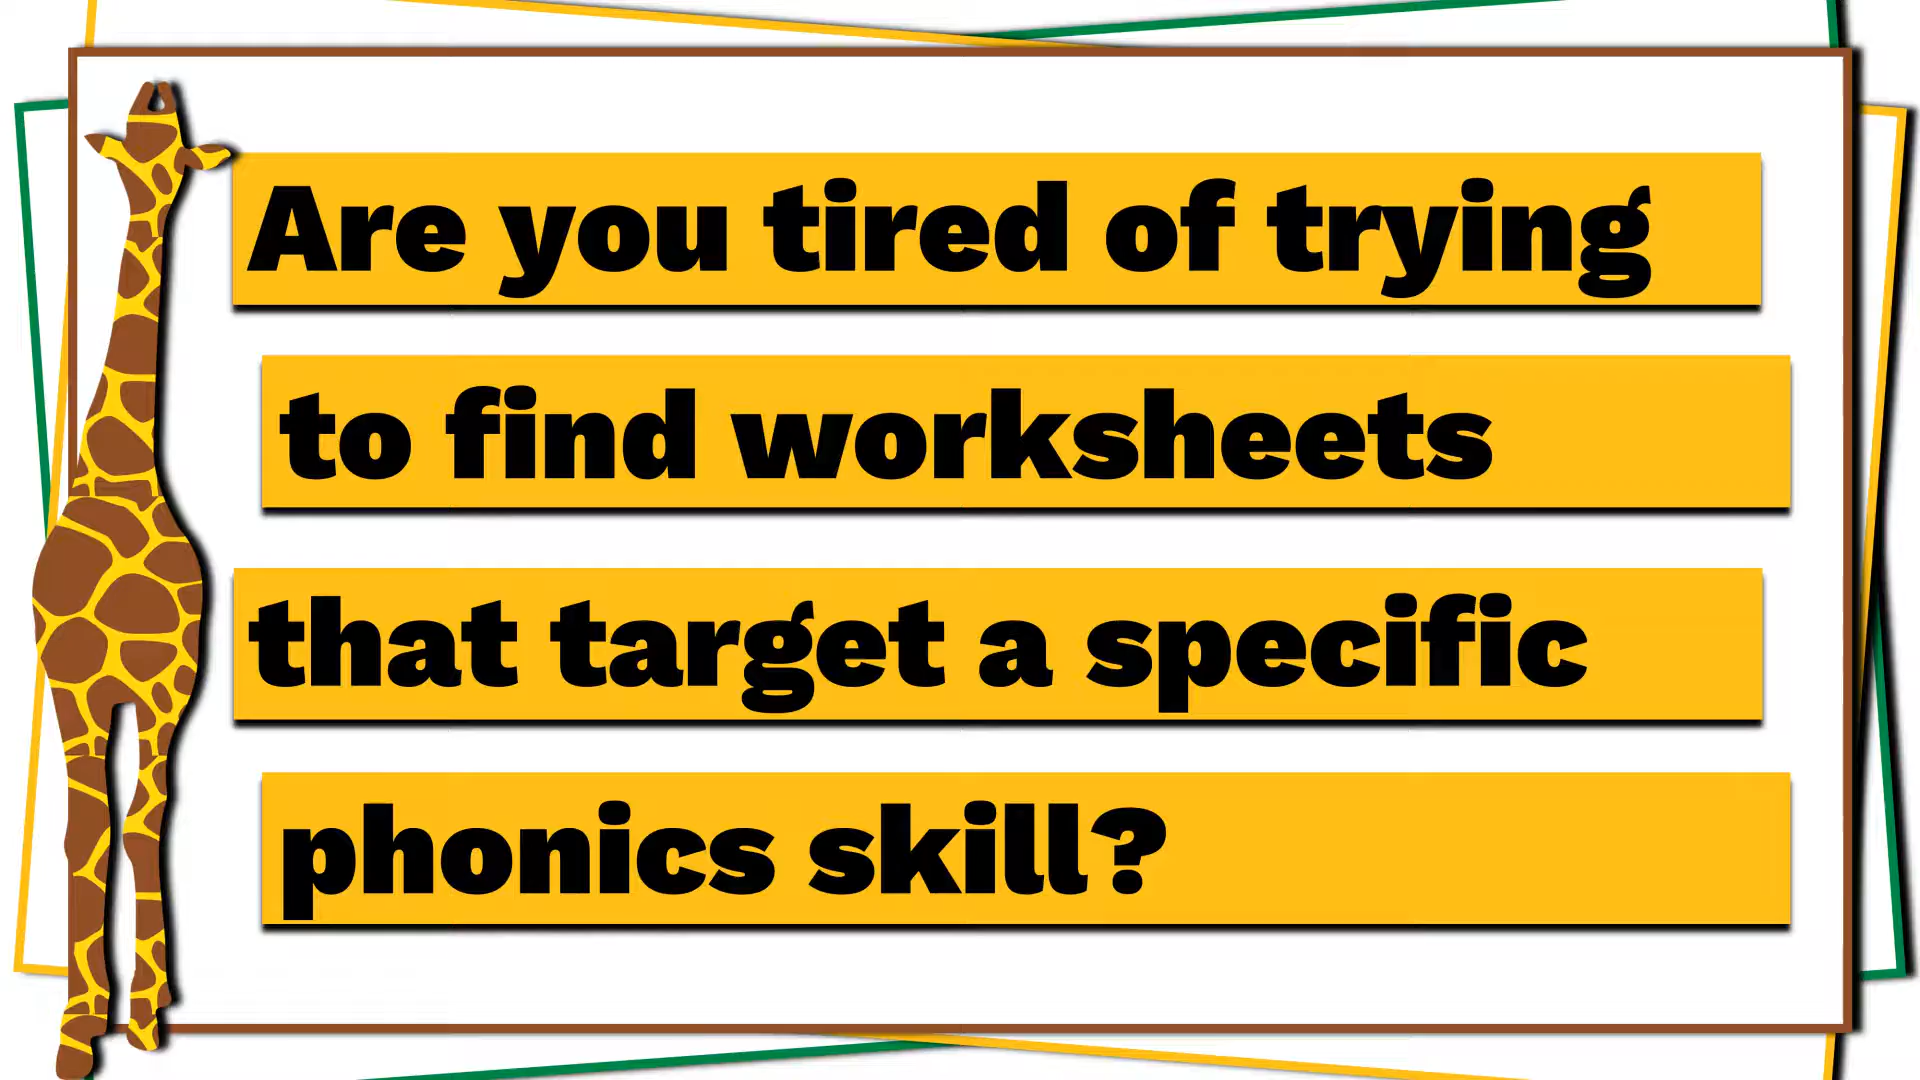 Are you tired of trying
to find worksheets
that target a specific
phonics skill?